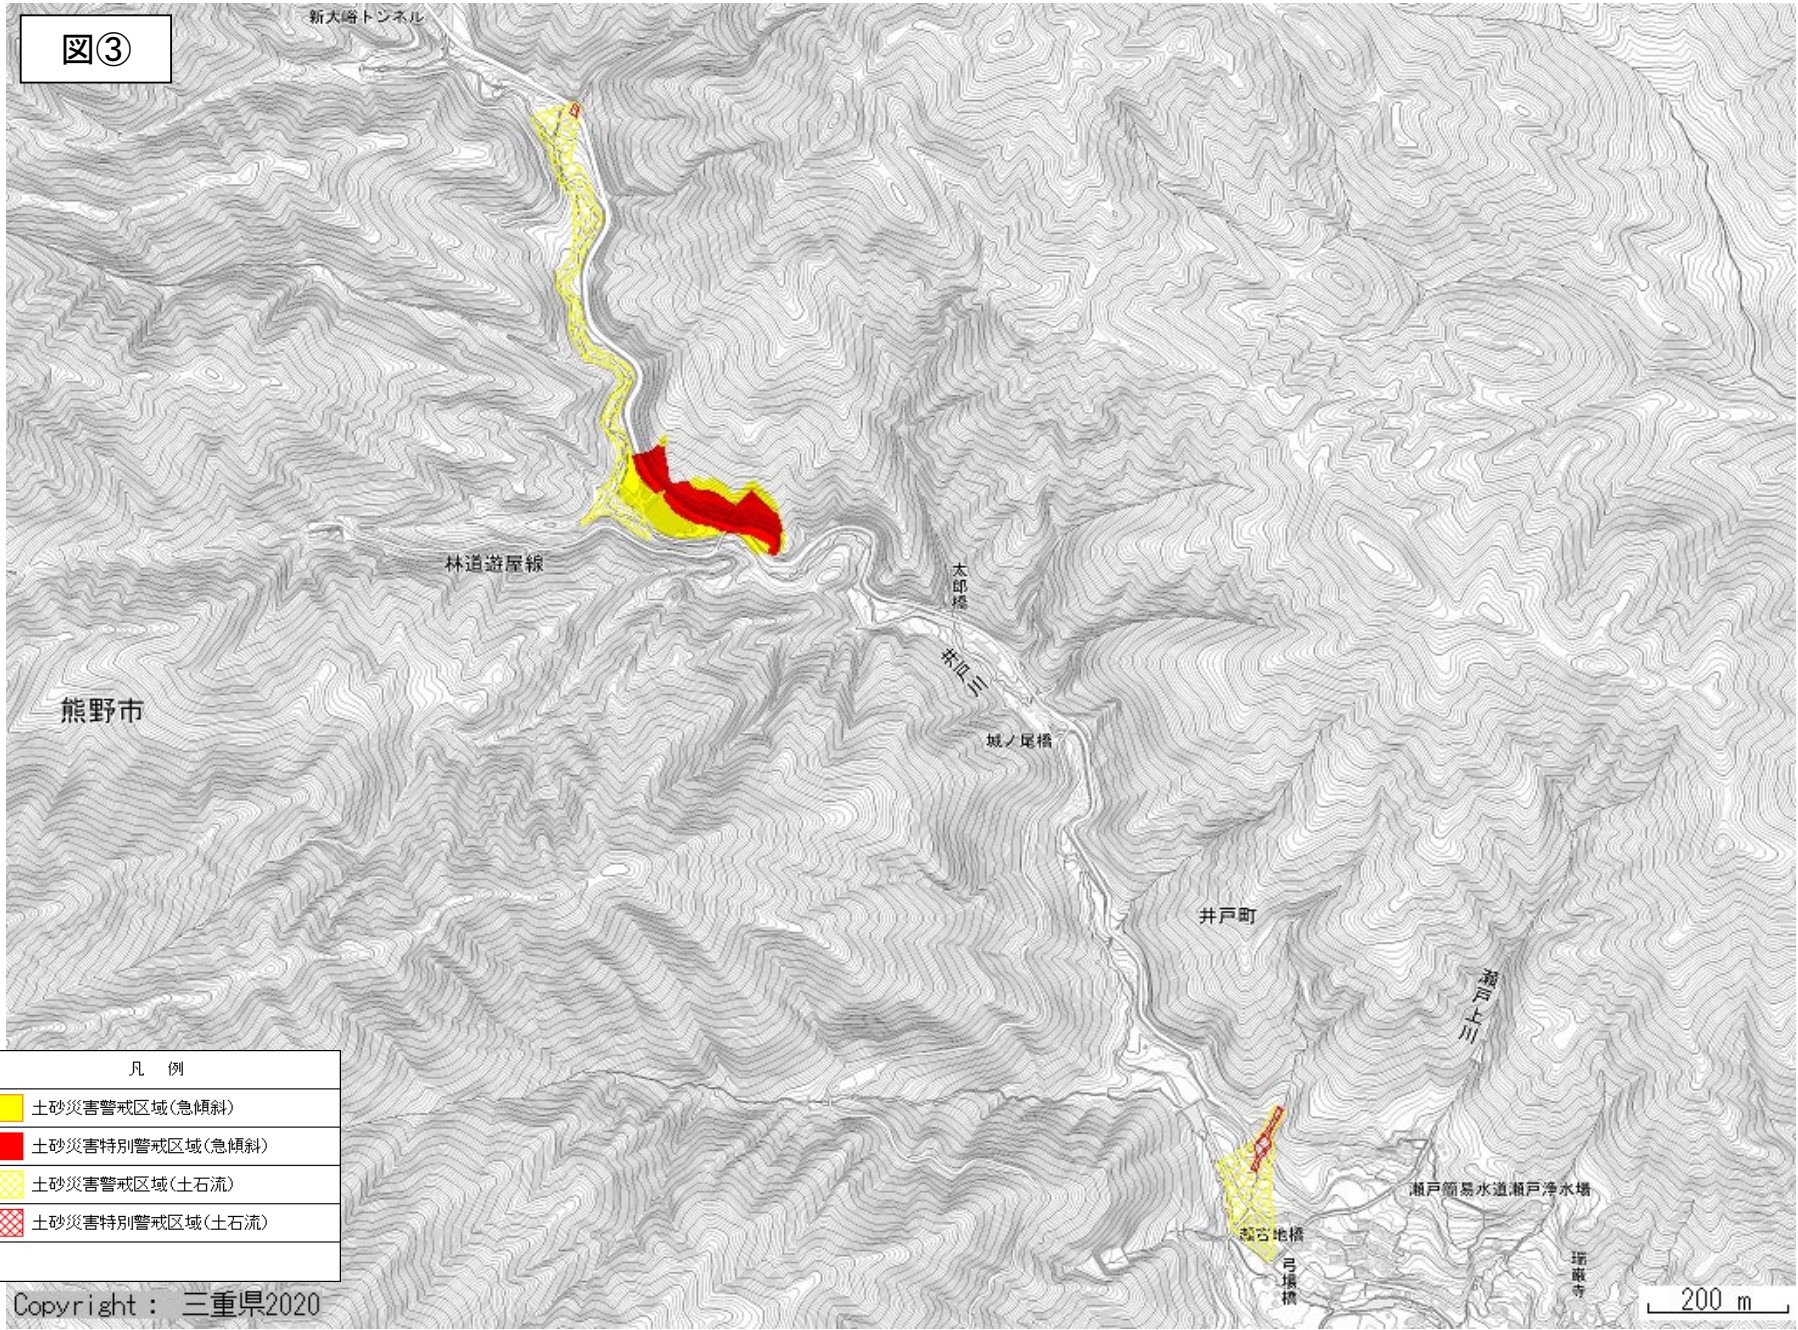 新大峪トンネル
図③
林道遊屋線
太郎橋
井戸川
熊野市
城ノ尾橋
井戸町
瀬戸上川
凡 例
土砂災害警戒区域(急傾斜)
土砂災害特別警戒区域(急傾斜)
土砂災害警戒区域(土石流)
土砂災害特別警戒区域(土石流)
瀬戸簡易水道瀬戸浄水場
弓場橋
瑞巌寺
Copyright : 三重県2020
200 m